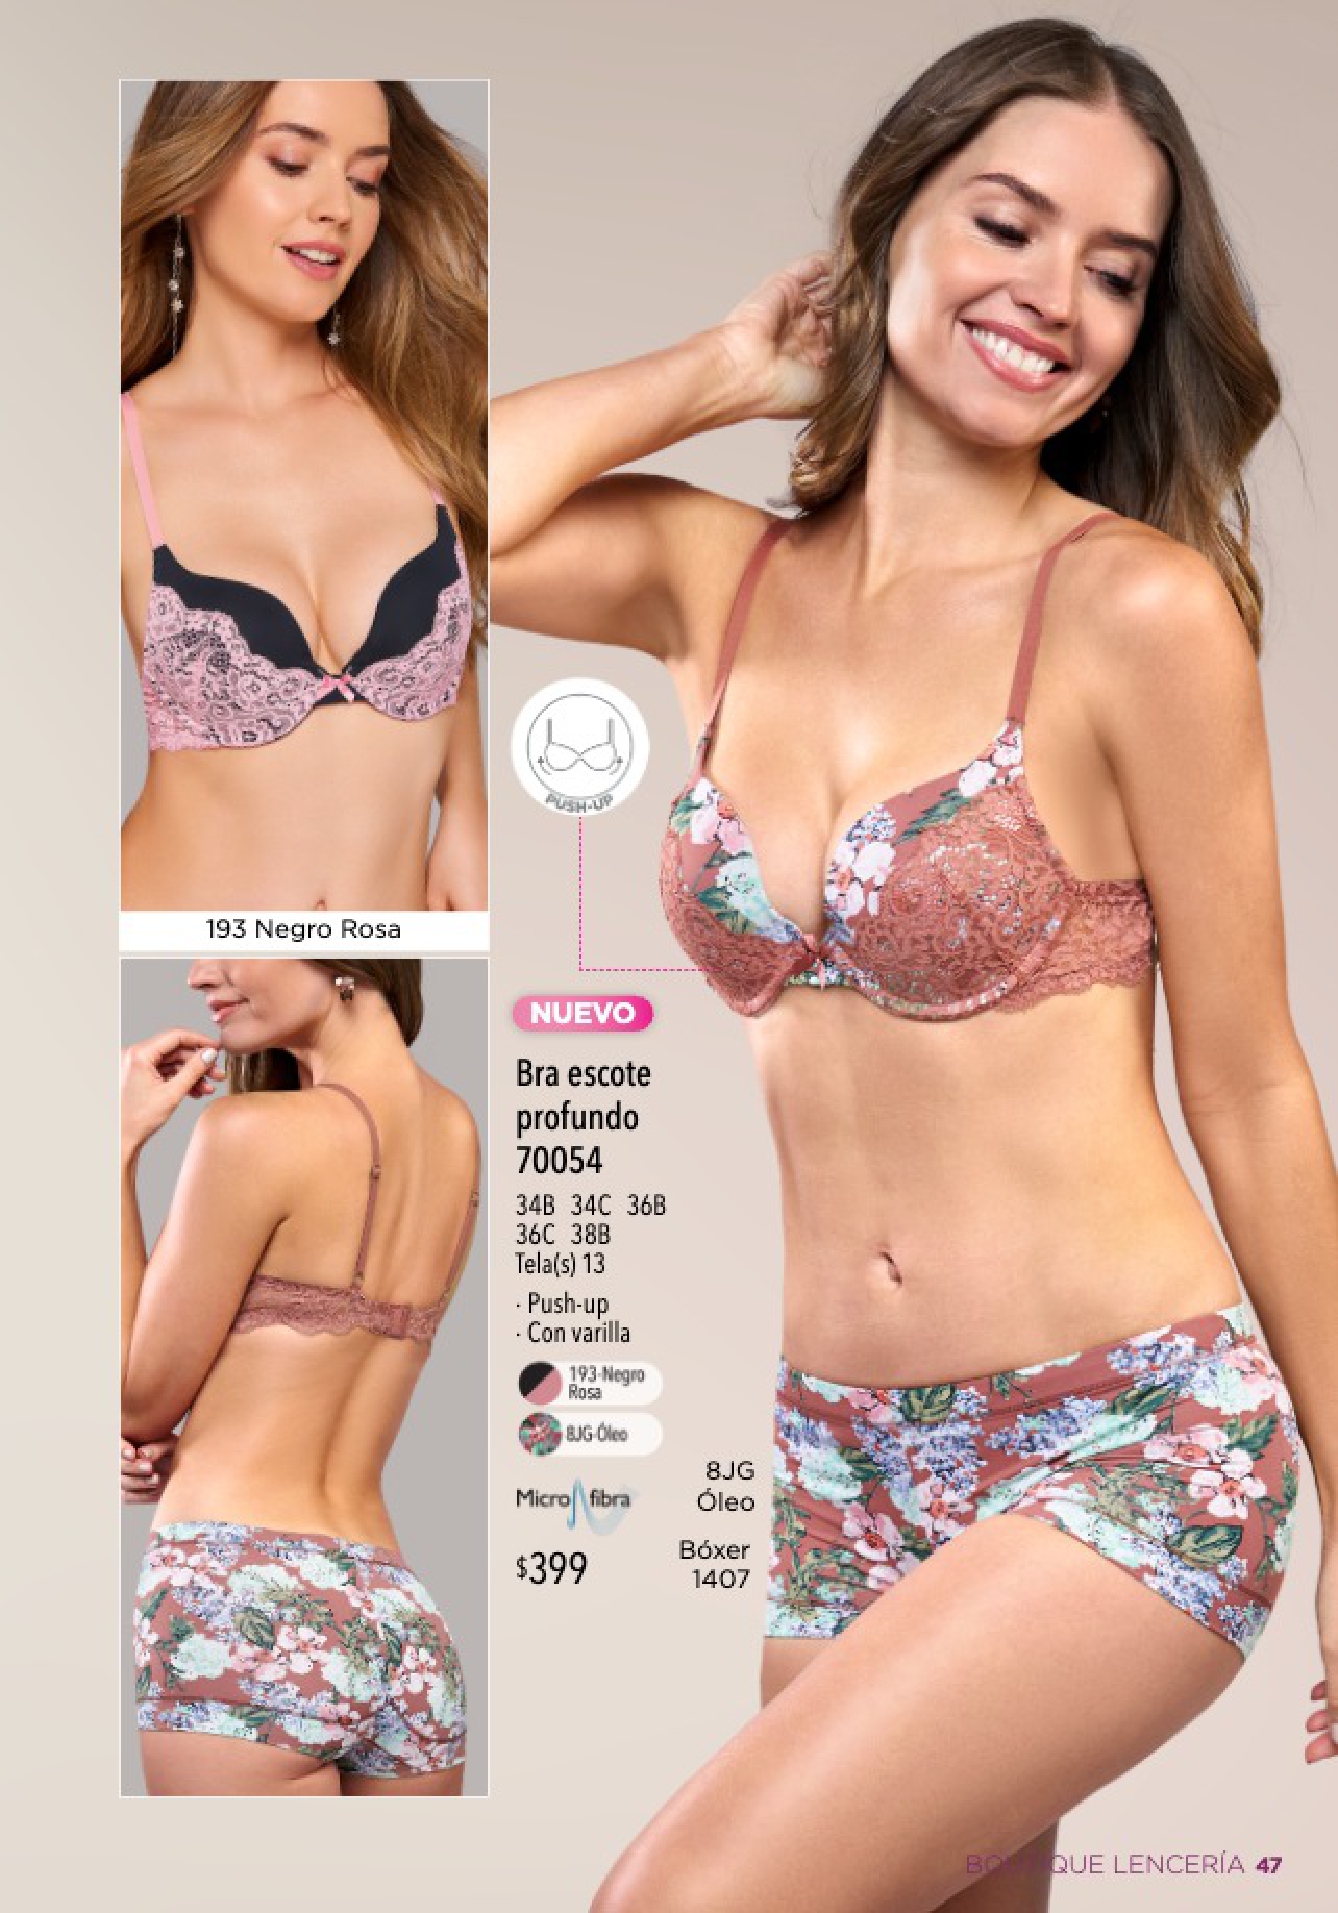 193 Negro Rosa
PUSH-UP
NUEVO
Bra escote
profundo
70054
34B 34C 36B
36C 38B
Tela(s) 13
· Push-up
· Con varilla
193-Negro
Rosa
8JG-Óleo
Micro fibra
$399
8JG
Óleo
Bóxer
1407
LENCERÍA 47